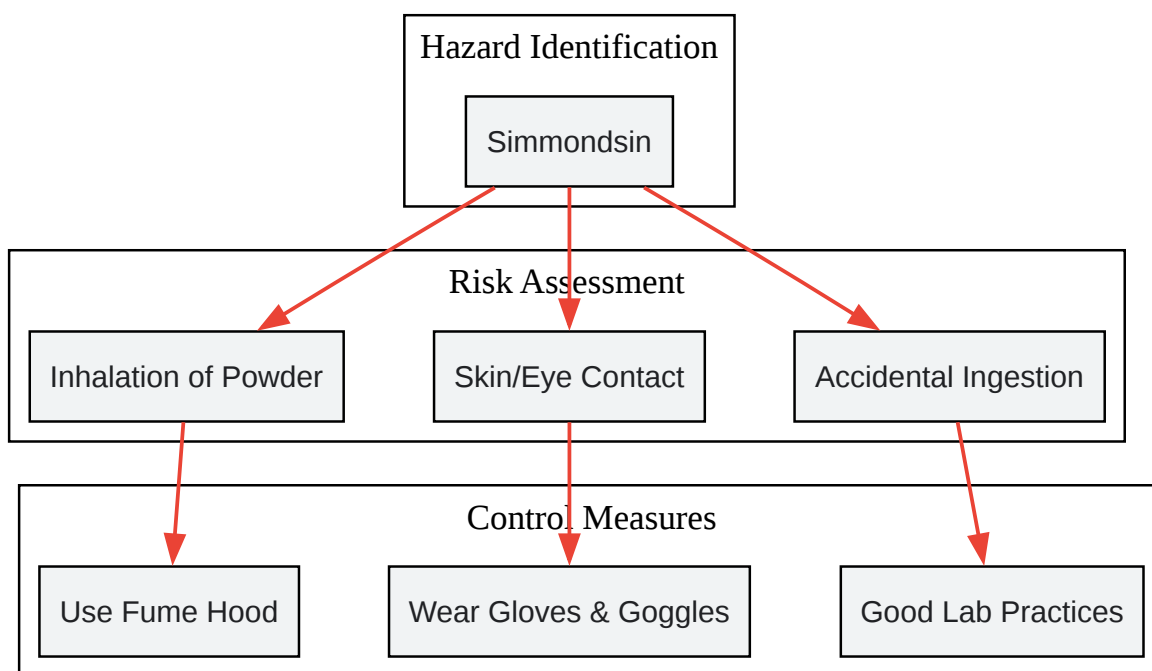 Hazard Identification
Simmondsin
Risk Assessment
Inhalation of Powder
Skin/Eye Contact
Accidental Ingestion
Control Measures
Use Fume Hood
Wear Gloves & Goggles
Good Lab Practices